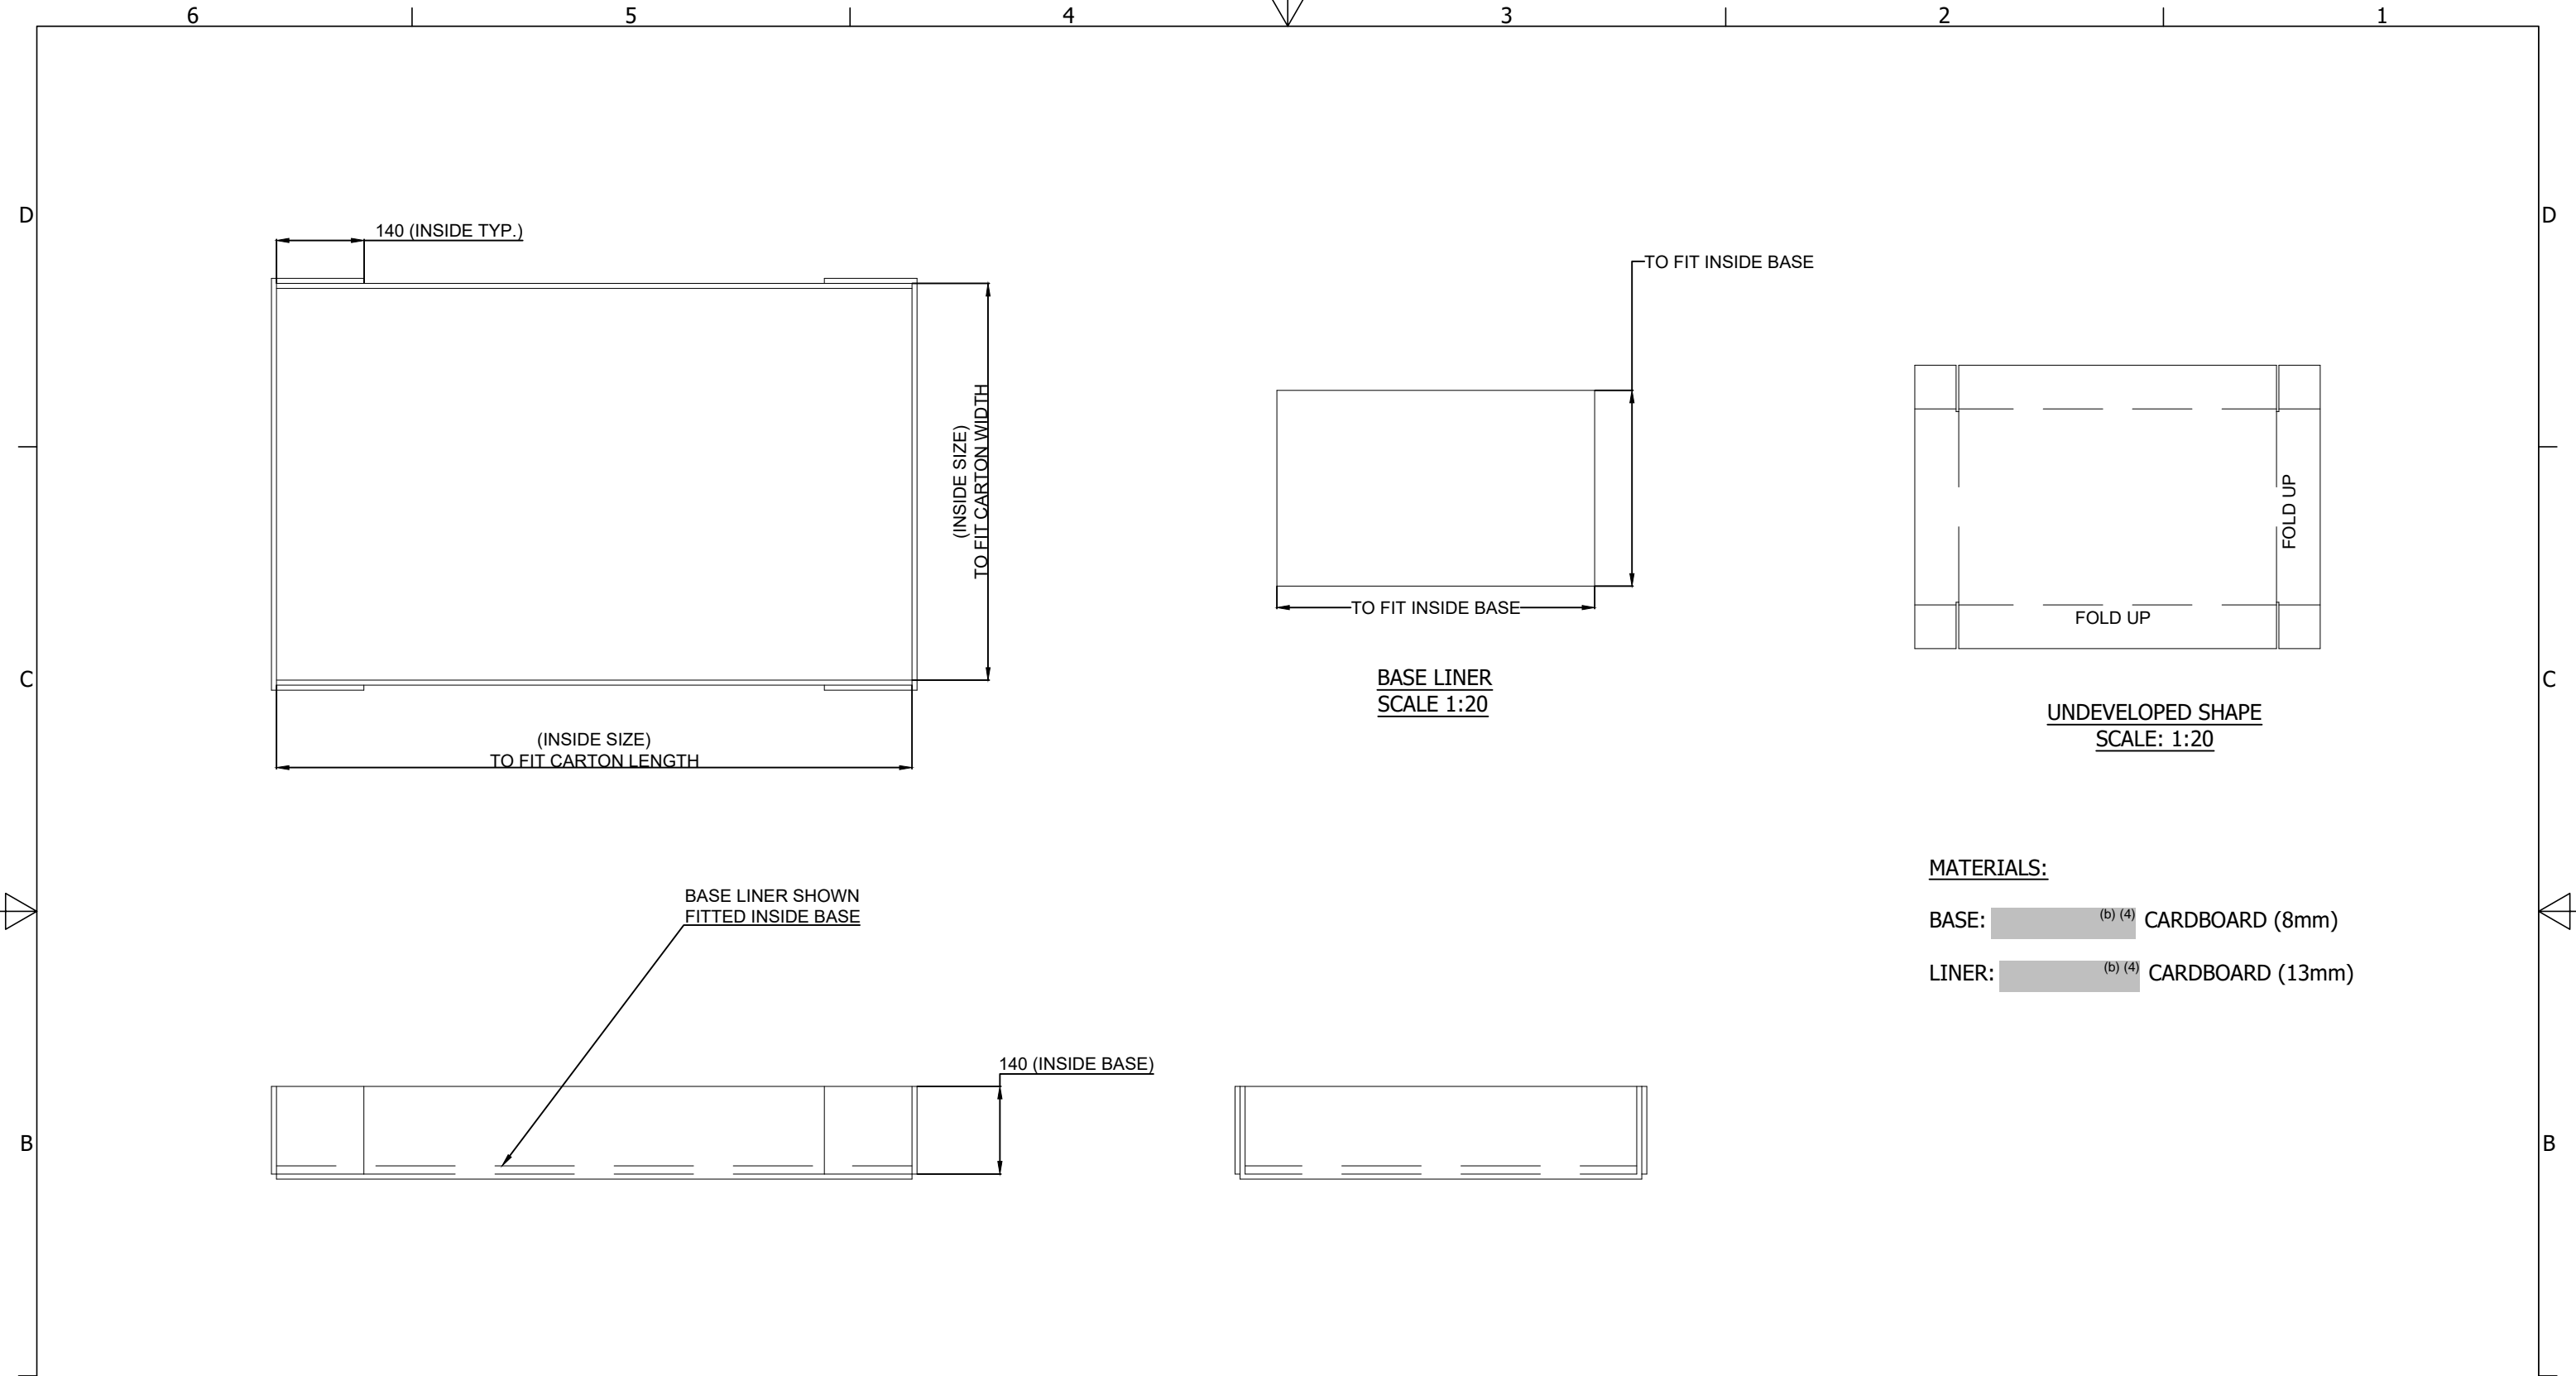 6 5 4 3 2 1
D D
140 (INSIDE TYP.)
TO FIT INSIDE BASE
(INSIDE SIZE)
TO FIT CARTON WIDTH
FOLD UP
TO FIT INSIDE BASE
FOLD UP
C C
BASE LINER
SCALE 1:20
UNDEVELOPED SHAPE
SCALE: 1:20
(INSIDE SIZE)
TO FIT CARTON LENGTH
MATERIALS:
BASE: (b) (4) CARDBOARD (8mm)
LINER: (b) (4) CARDBOARD (13mm)
BASE LINER SHOWN
FITTED INSIDE BASE
140 (INSIDE BASE)
B B